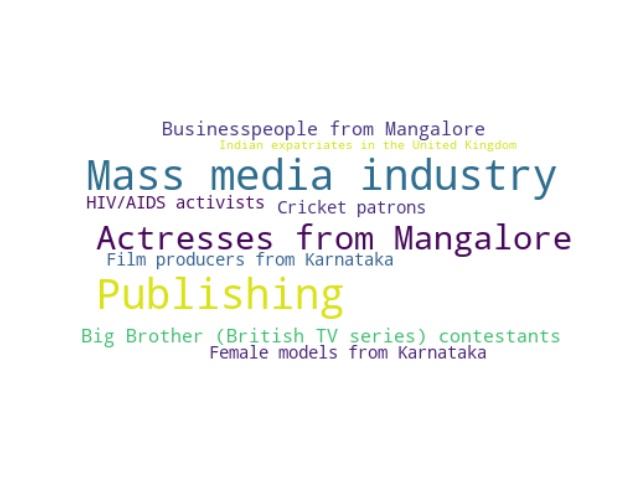 Businesspeople from Mangalore
Indian expatriates in the United Kingdom
Mass media industry
HIV/AIDS activists
Cricket patrons
Actresses from Mangalore
Film producers from Karnataka
Publishing
Big Brother (British TV series) contestants
Female models from Karnataka